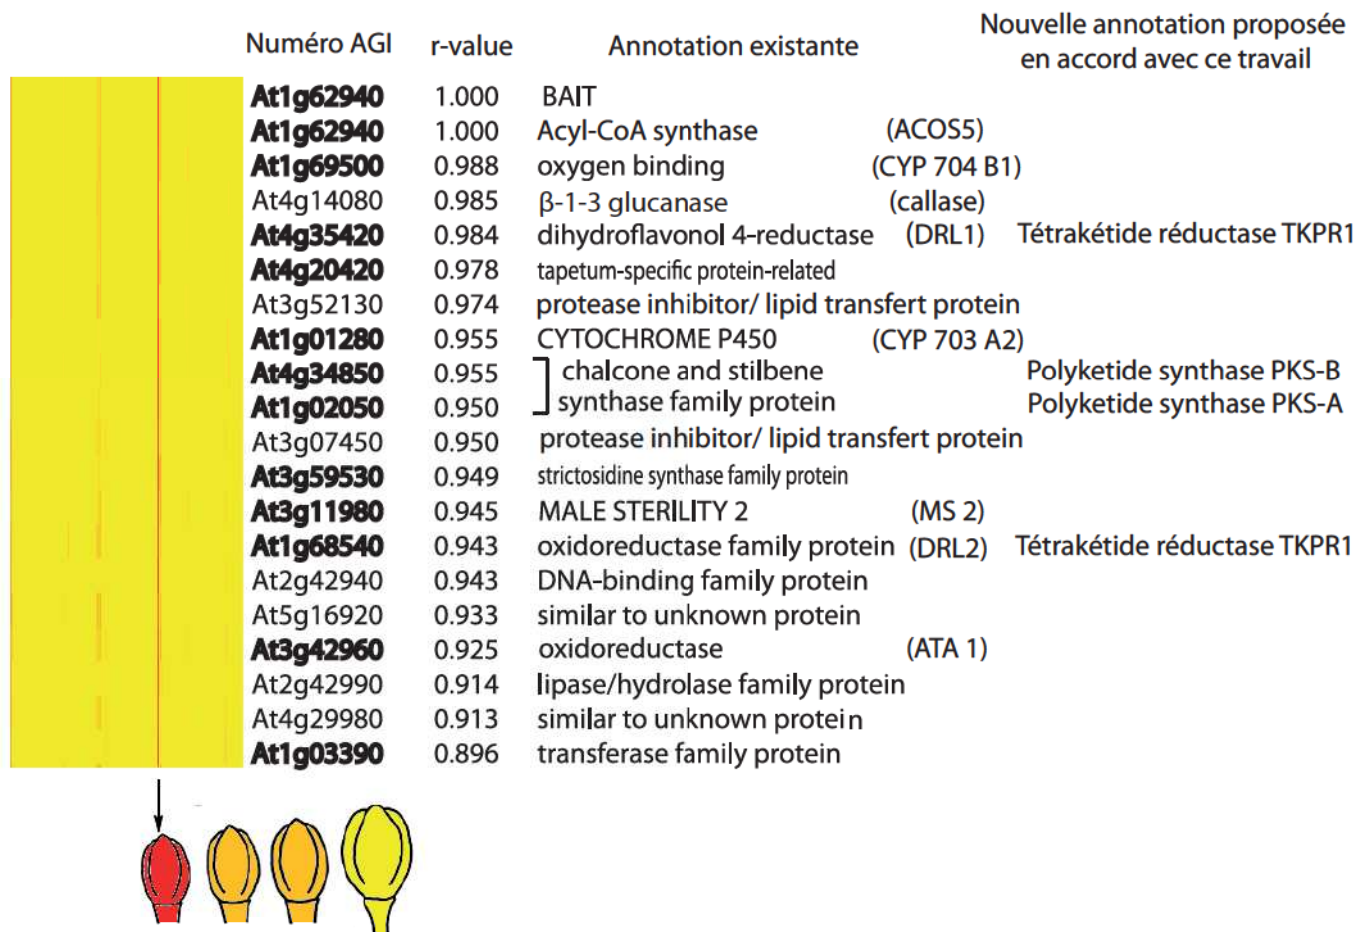 Numéro AGI r-value Annotation existante Nouvelle annotation proposée
en accord avec ce travail
At1g62940 1.000 BAIT
At1g62940 1.000 Acyl-CoA synthase (ACOS5)
At1g69500 0.988 oxygen binding (CYP 704 B1)
At4g14080 0.985 β-1-3 glucanase (callase)
At4g35420 0.984 dihydroflavonol 4-reductase (DRL1) Tétrakétide réductase TKPR1
At4g20420 0.978 tapetum-specific protein-related
At3g52130 0.974 protease inhibitor/ lipid transfert protein
At1g01280 0.955 CYTOCHROME P450 (CYP 703 A2)
At4g34850 0.955 chalcone and stilbene Polyketide synthase PKS-B
At1g02050 0.950 synthase family protein Polyketide synthase PKS-A
At3g07450 0.950 protease inhibitor/ lipid transfert protein
At3g59530 0.949 strictosidine synthase family protein
At3g11980 0.945 MALE STERILITY 2 (MS 2)
At1g68540 0.943 oxidoreductase family protein (DRL2) Tétrakétide réductase TKPR1
At2g42940 0.943 DNA-binding family protein
At5g16920 0.933 similar to unknown protein
At3g42960 0.925 oxidoreductase (ATA 1)
At2g42990 0.914 lipase/hydrolase family protein
At4g29980 0.913 similar to unknown protein
At1g03390 0.896 transferase family protein